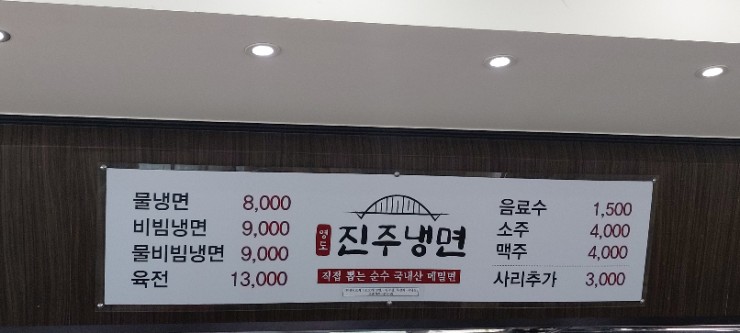 물냉면 8,000
비빔냉면 9,000
물비빔냉면 9,000
육전 13,000
명도
진주냉면
직접 뽑는 순수 국내산 메밀면
음료수 1,500
소주 4,000
맥주 4,000
사리추가 3,000